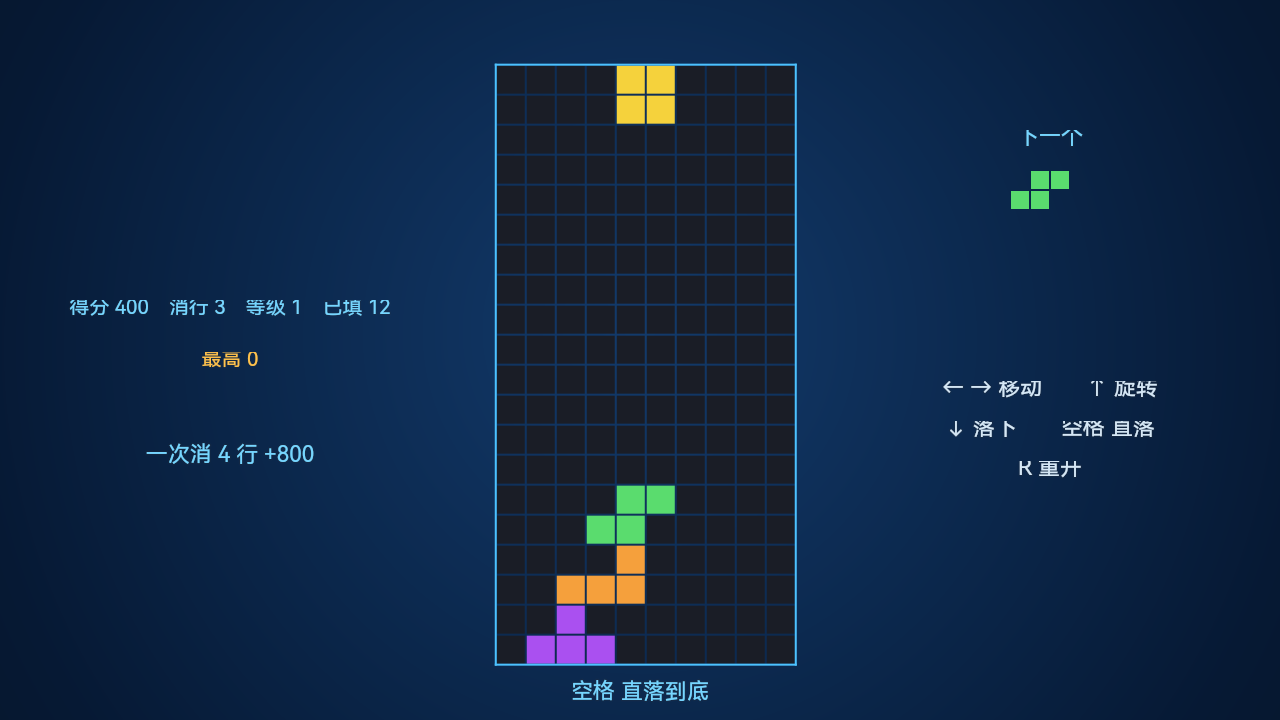 下一个
得分 400 消行 3 等级 1 已填 12
最高 0
← → 移动 ↑ 旋转
↓ 落下 空格 直落
R 重开
一次消 4 行 +800
空格 直落到底